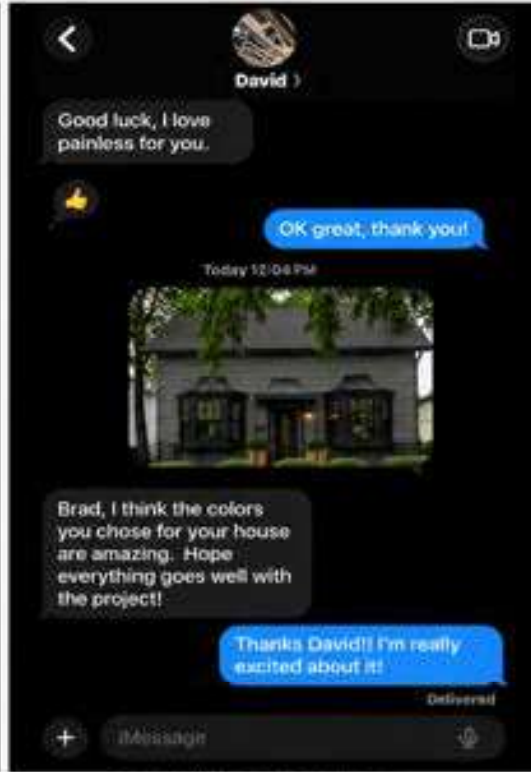 David >
Good luck, I love
painless for you.
OK great, thank you!
Today 12:04 PM
Brad, I think the colors
you chose for your house
are amazing.  Hope
everything goes well with
the project!
Thanks David!! I'm really
excited about it!
Delivered
iMessage